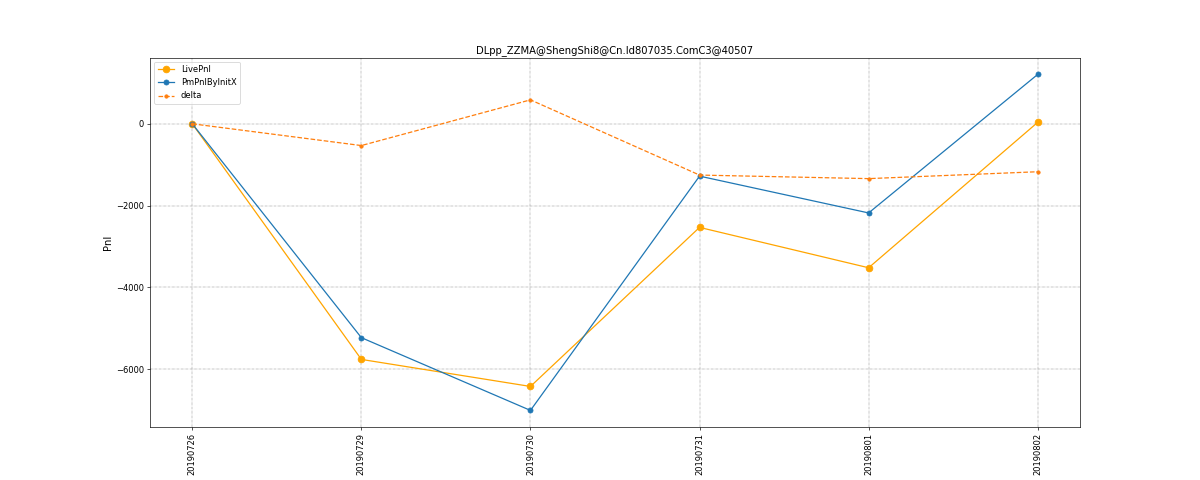 DLpp_ZZMA@ShengShi8@Cn.Id807035.ComC3@40507
LivePnl
PmPnlByInitX
delta
0
−2000
−4000
−6000
Pnl
20190726
20190729
20190730
20190731
20190801
20190802